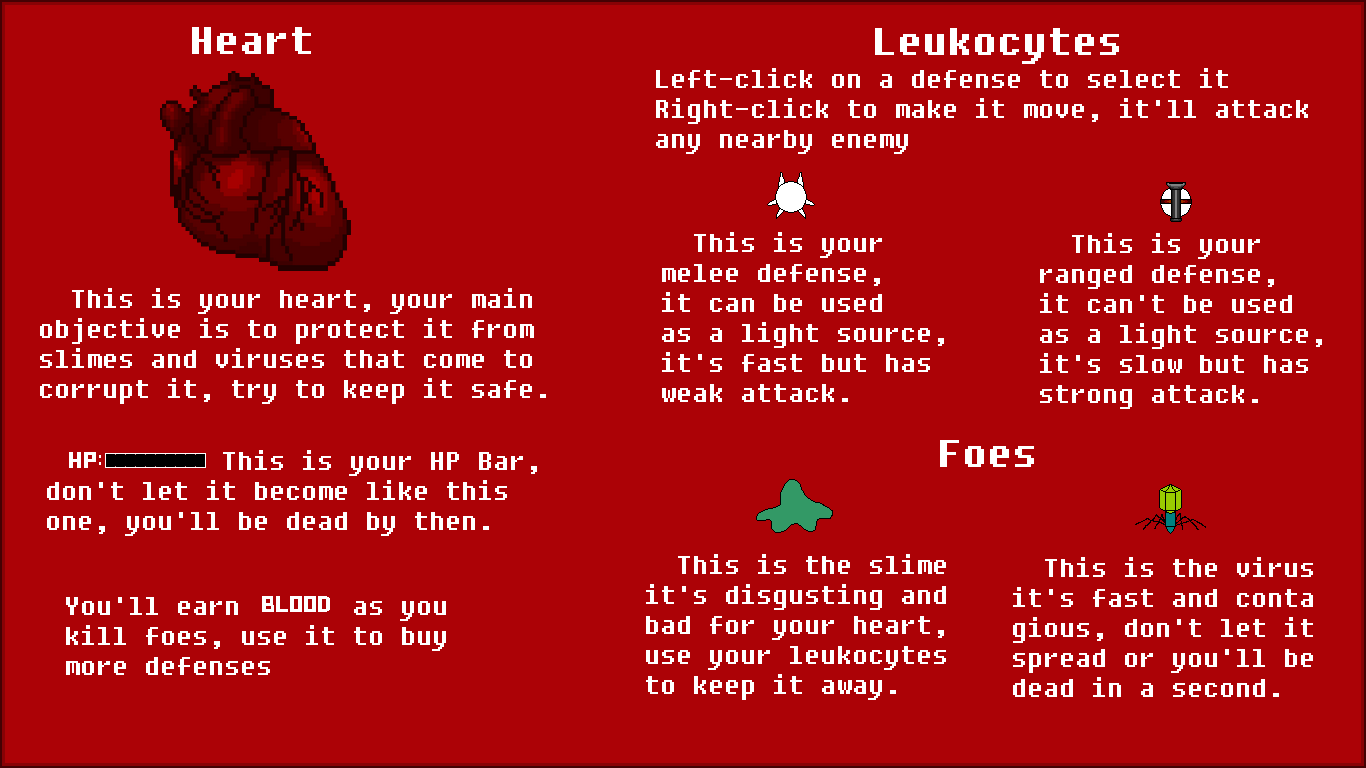 Heart
This is your heart, your main
objective is to protect it from
slimes and viruses that come to
corrupt it, try to keep it safe.
HP: This is your HP Bar,
don't let it become like this
one, you'll be dead by then.
You'll earn BLOOD as you
kill foes, use it to buy
more defenses
Leukocytes
Left-click on a defense to select it
Right-click to make it move, it'll attack
any nearby enemy
This is your
melee defense,
it can be used
as a light source,
it's fast but has
weak attack.
This is your
ranged defense,
it can't be used
as a light source,
it's slow but has
strong attack.
Foes
This is the slime
it's disgusting and
bad for your heart,
use your leukocytes
to keep it away.
This is the virus
it's fast and conta
gious, don't let it
spread or you'll be
dead in a second.